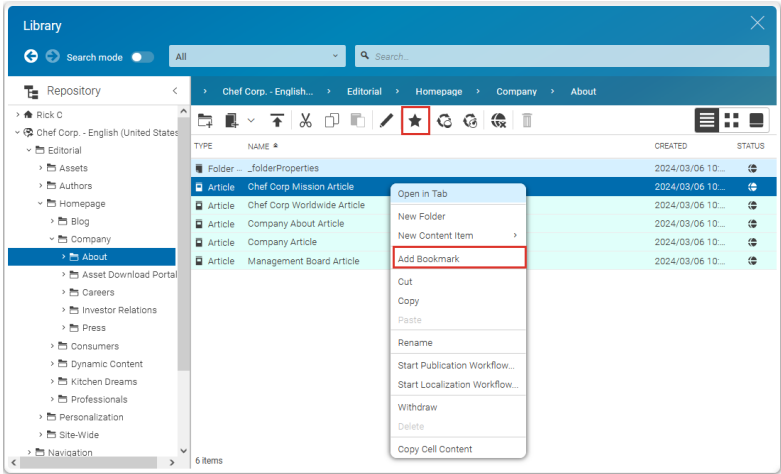 Library
Search mode
All
Search...
Repository
Chef Corp. - English... > Editorial > Homepage > Company > About
Rick C
Chef Corp. - English (United States
Editorial
Assets
Authors
Homepage
Blog
Company
About
Asset Download Portal
Careers
Investor Relations
Press
Consumers
Dynamic Content
Kitchen Dreams
Professionals
Personalization
Site-Wide
Navigation
TYPE NAME CREATED STATUS
Folder ... _folderProperties 2024/03/06 10:...
Article Chef Corp Mission Article 2024/03/06 10:...
Article Chef Corp Worldwide Article 2024/03/06 10:...
Article Company About Article 2024/03/06 10:...
Article Company Article 2024/03/06 10:...
Article Management Board Article 2024/03/06 10:...
Open in Tab
New Folder
New Content Item
Add Bookmark
Cut
Copy
Paste
Rename
Start Publication Workflow...
Start Localization Workflow...
Withdraw
Delete
Copy Cell Content
6 items